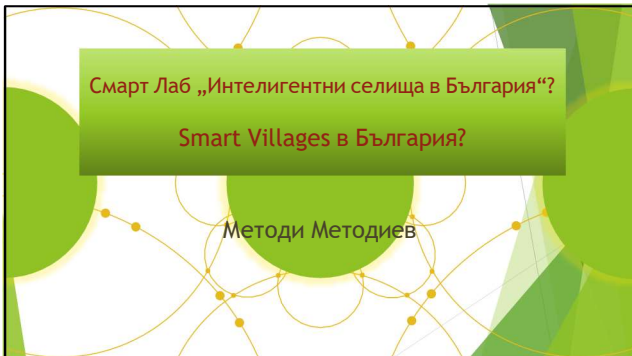 Смарт Лаб „Интелигентни селища в България“?
Smart Villages в България?
Методи Методиев